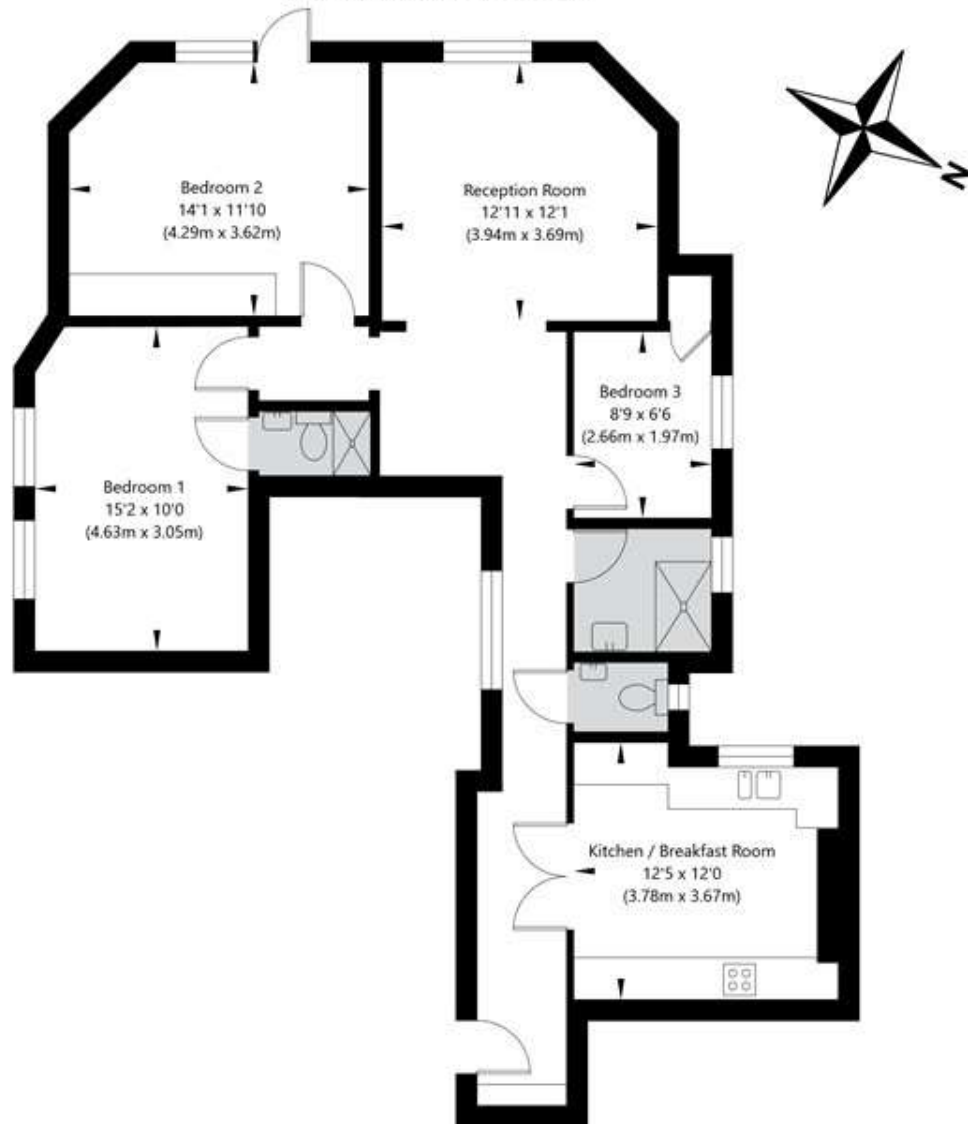 Bedroom 2
14'1 x 11'10
(4.29m x 3.62m)
Reception Room
12'11 x 12'1
(3.94m x 3.69m)
N
Bedroom 3
8'9 x 6'6
(2.66m x 1.97m)
Bedroom 1
15'2 x 10'0
(4.63m x 3.05m)
Kitchen / Breakfast Room
12'5 x 12'0
(3.78m x 3.67m)